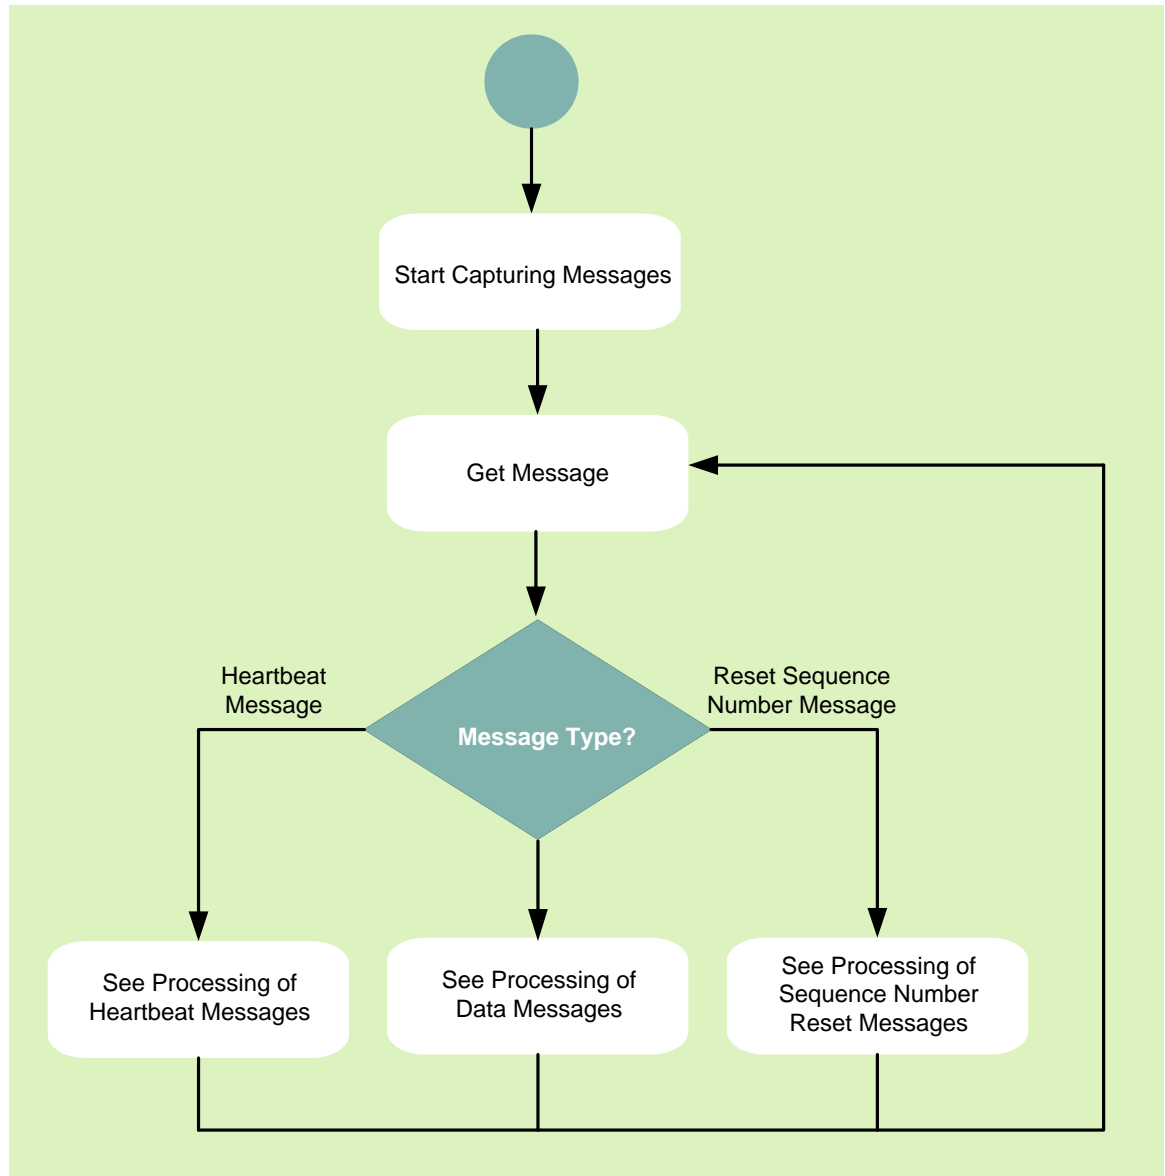 Start Capturing Messages
Get Message
Heartbeat
Message
Reset Sequence
Number Message
Message Type?
See Processing of
Heartbeat Messages
See Processing of
Data Messages
See Processing of
Sequence Number
Reset Messages